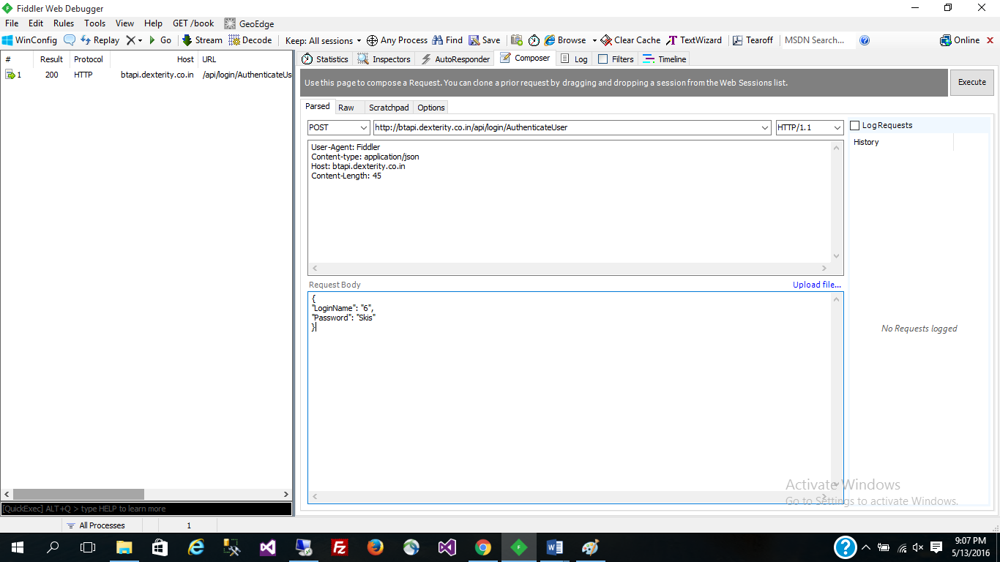 Fiddler Web Debugger
File Edit Rules Tools View Help GET /book GeoEdge
WinConfig Replay Go Stream Decode Keep: All sessions Any Process Find Save Browse Clear Cache TextWizard Tearoff MSDN Search... Online
# Result Protocol Host URL
1 200 HTTP btapi.dexterity.co.in /api/login/AuthenticateUs
Statistics Inspectors AutoResponder Composer Log Filters Timeline
Use this page to compose a Request. You can clone a prior request by dragging and dropping a session from the Web Sessions list.
Execute
Parsed Raw Scratchpad Options
POST http://btapi.dexterity.co.in/api/login/AuthenticateUser HTTP/1.1
Log Requests
History
User-Agent: Fiddler
Content-type: application/json
Host: btapi.dexterity.co.in
Content-Length: 45
Request Body Upload file...
{
"LoginName": "6",
"Password": "Skis"
}
No Requests logged
Activate Windows
Go to Settings to activate Windows.
[QuickExec] ALT+Q > type HELP to learn more
All Processes 1
9:07 PM
5/13/2016